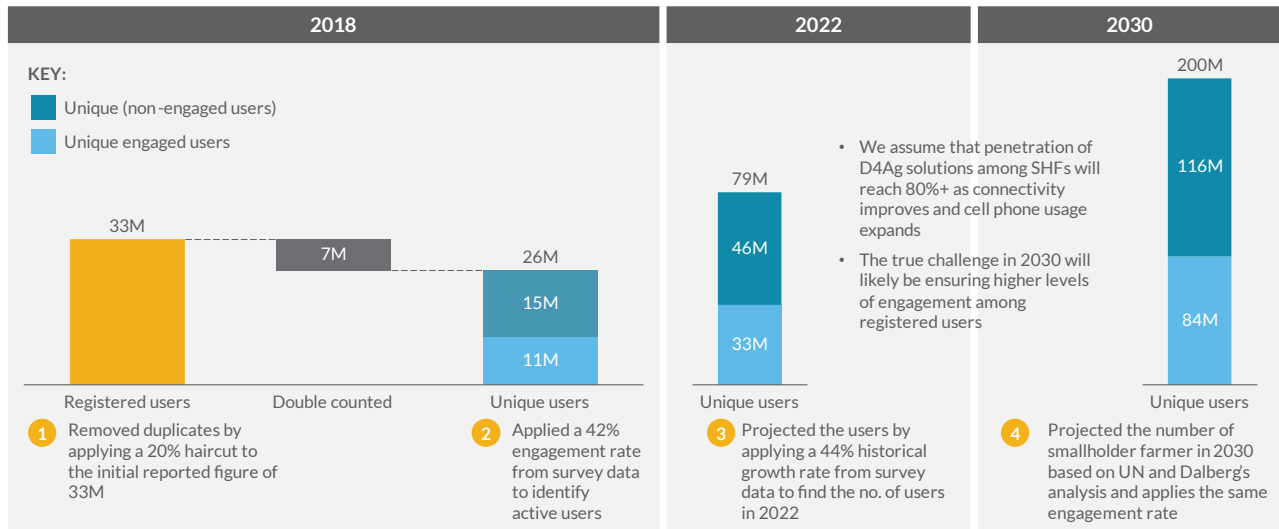 2018
KEY:
Unique (non-engaged users)
Unique engaged users
33M
7M
26M
15M
11M
Registered users
Double counted
Unique users
1
Removed duplicates by
applying a 20% haircut to
the initial reported figure of
33M
2
Applied a 42%
engagement rate
from survey data
to identify
active users
2022
79M
46M
33M
Unique users
3
Projected the users by
applying a 44% historical
growth rate from survey
data to find the no. of users
in 2022
• We assume that penetration of
D4Ag solutions among SHFs will
reach 80%+ as connectivity
improves and cell phone usage
expands
• The true challenge in 2030 will
likely be ensuring higher levels
of engagement among
registered users
2030
200M
116M
84M
Unique users
4
Projected the number of
smallholder farmer in 2030
based on UN and Dalberg's
analysis and applies the same
engagement rate